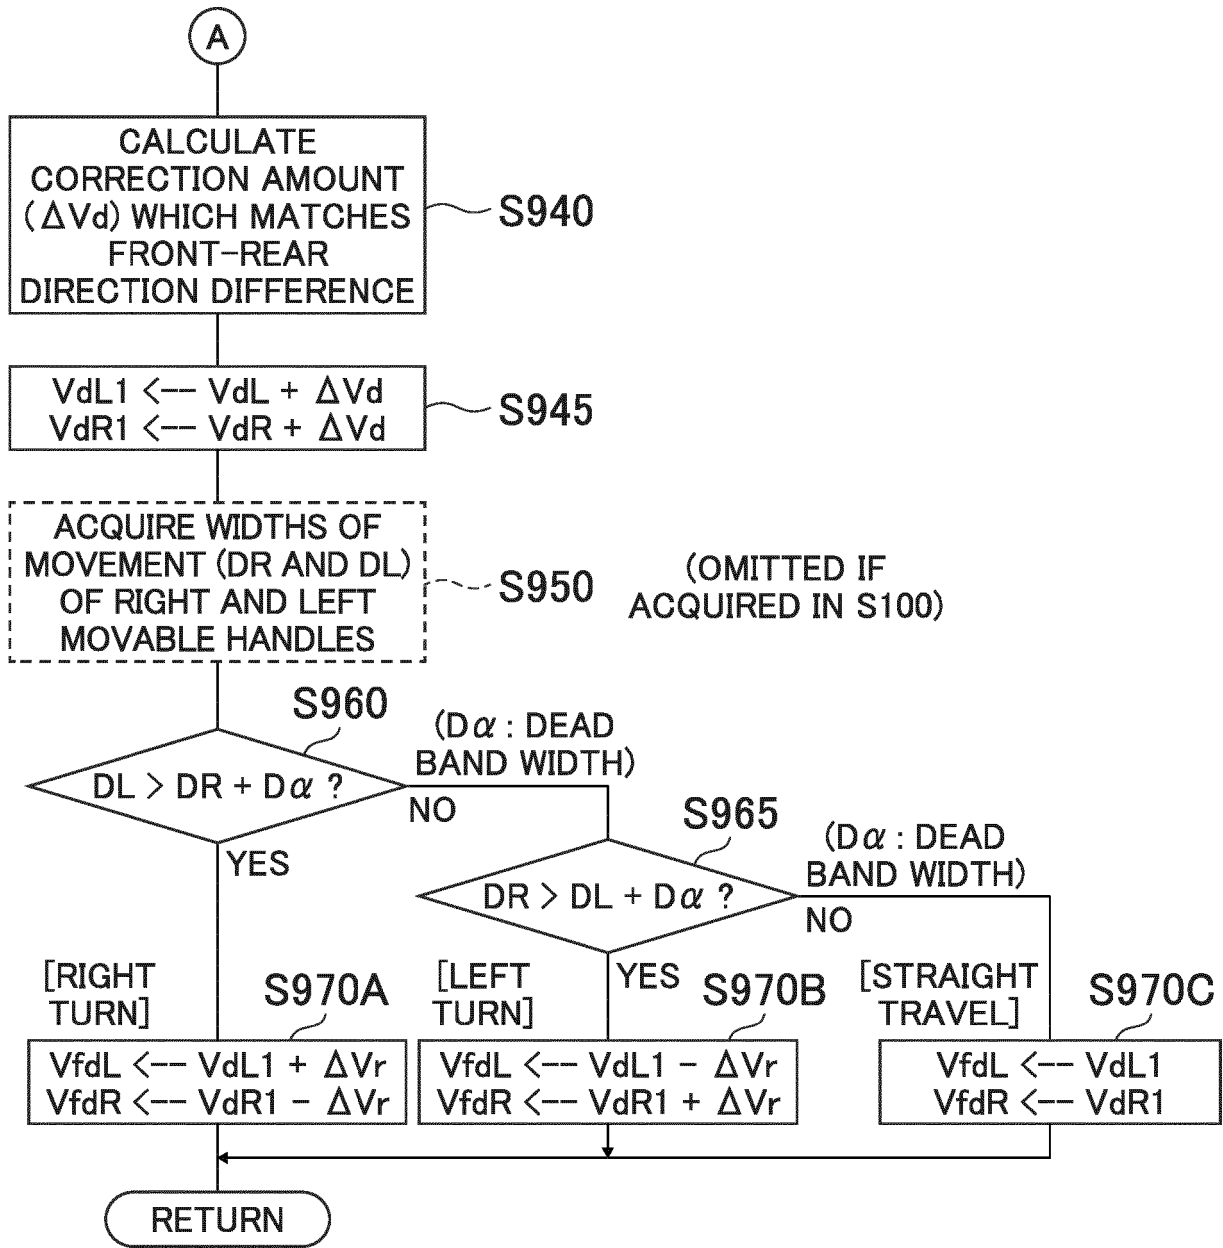 A
CALCULATE
CORRECTION AMOUNT
(ΔVd) WHICH MATCHES
FRONT-REAR
DIRECTION DIFFERENCE
S940
VdL1 <-- VdL + ΔVd
VdR1 <-- VdR + ΔVd
S945
ACQUIRE WIDTHS OF
MOVEMENT (DR AND DL)
OF RIGHT AND LEFT
MOVABLE HANDLES
S950
(OMITTED IF
ACQUIRED IN S100)
S960
(Dα : DEAD
BAND WIDTH)
DL > DR + Dα ?
NO
YES
S965
(Dα : DEAD
BAND WIDTH)
DR > DL + Dα ?
NO
YES
[RIGHT
TURN]
S970A
VfdL <-- VdL1 + ΔVr
VfdR <-- VdR1 - ΔVr
[LEFT
TURN]
S970B
VfdL <-- VdL1 - ΔVr
VfdR <-- VdR1 + ΔVr
[STRAIGHT
TRAVEL]
S970C
VfdL <-- VdL1
VfdR <-- VdR1
RETURN